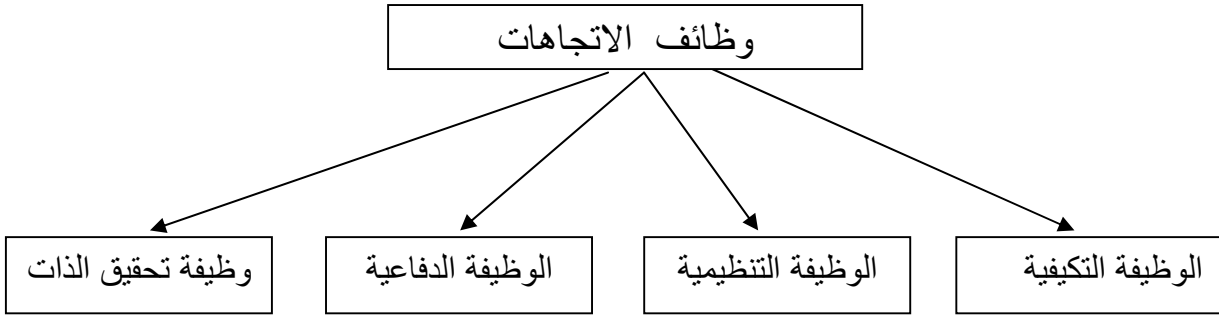 وظائف الاتجاهات
الوظيفة التكيفية
الوظيفة التنظيمية
الوظيفة الدفاعية
وظيفة تحقيق الذات